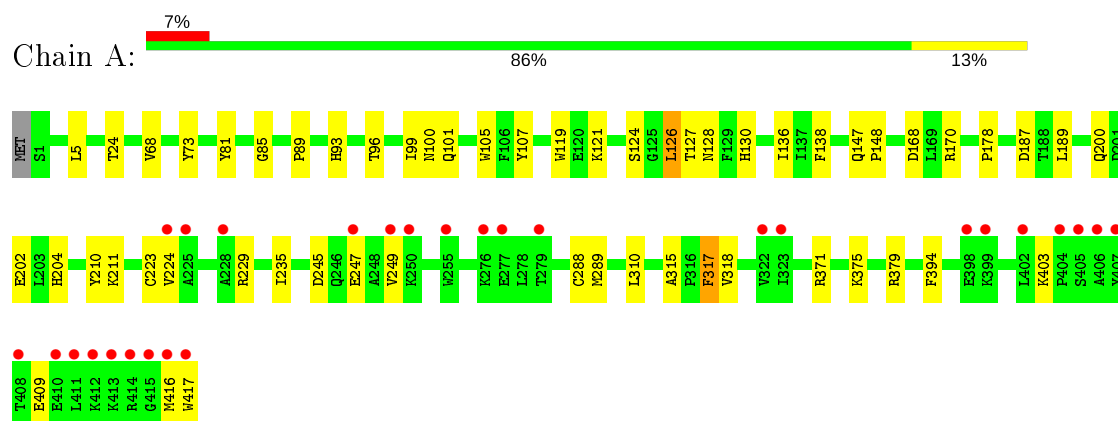 7%
Chain A:
86% 13%
MET S1 L5 T24 V68 Y73 Y81 G85 P89 H93 T96 I99 N100 Q101 W105 F106 Y107 W119 E120 K121 S124 G125 L126 T127 N128 F129 H130 I136 I137 F138 Q147 P148 D168 L169 R170 P178 D187 T188 L189 Q200
E202 L203 H204 Y210 K211 C223 V224 A225 A228 R229 I235 D245 Q246 E247 A248 V249 K250 W255 K276 E277 L278 T279 C288 M289 L310 A315 P316 F317 V318 V322 I323 R371 K375 R379 F394 E398 K399 L402 K403 P404 S405 A406
T408 E409 E410 L411 K412 K413 R414 G415 M416 W417